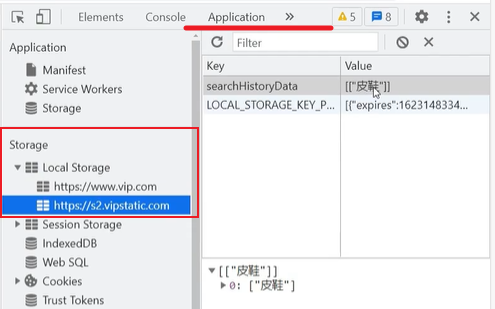 Elements Console Application » 5 8
Filter
Application
Manifest
Service Workers
Storage
Storage
Local Storage
https://www.vip.com
https://s2.vipstatic.com
Session Storage
IndexedDB
Web SQL
Cookies
Trust Tokens
Key Value
searchHistoryData [["皮鞋"]]
LOCAL_STORAGE_KEY_P... [{"expires":1623148334...
[["皮鞋"]]
0: ["皮鞋"]